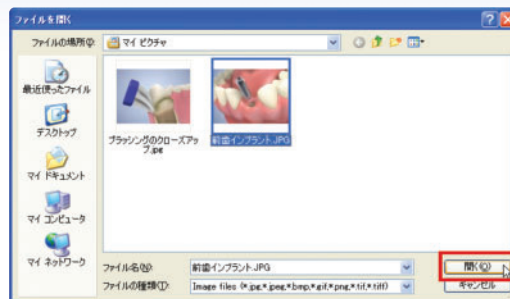 ファイルを開く
ファイルの場所(I):
マイ ピクチャ
最近使ったファイル
デスクトップ
マイ ドキュメント
マイ コンピュータ
マイ ネットワーク
ブラッシングのクローズアッ
プ.jpg
前歯インプラント.JPG
ファイル名(N):
前歯インプラント.JPG
開く(O)
ファイルの種類(T):
Image files (*.jpg,*.jpeg,*.bmp,*.gif,*.png,*.tif,*.tiff)
キャンセル